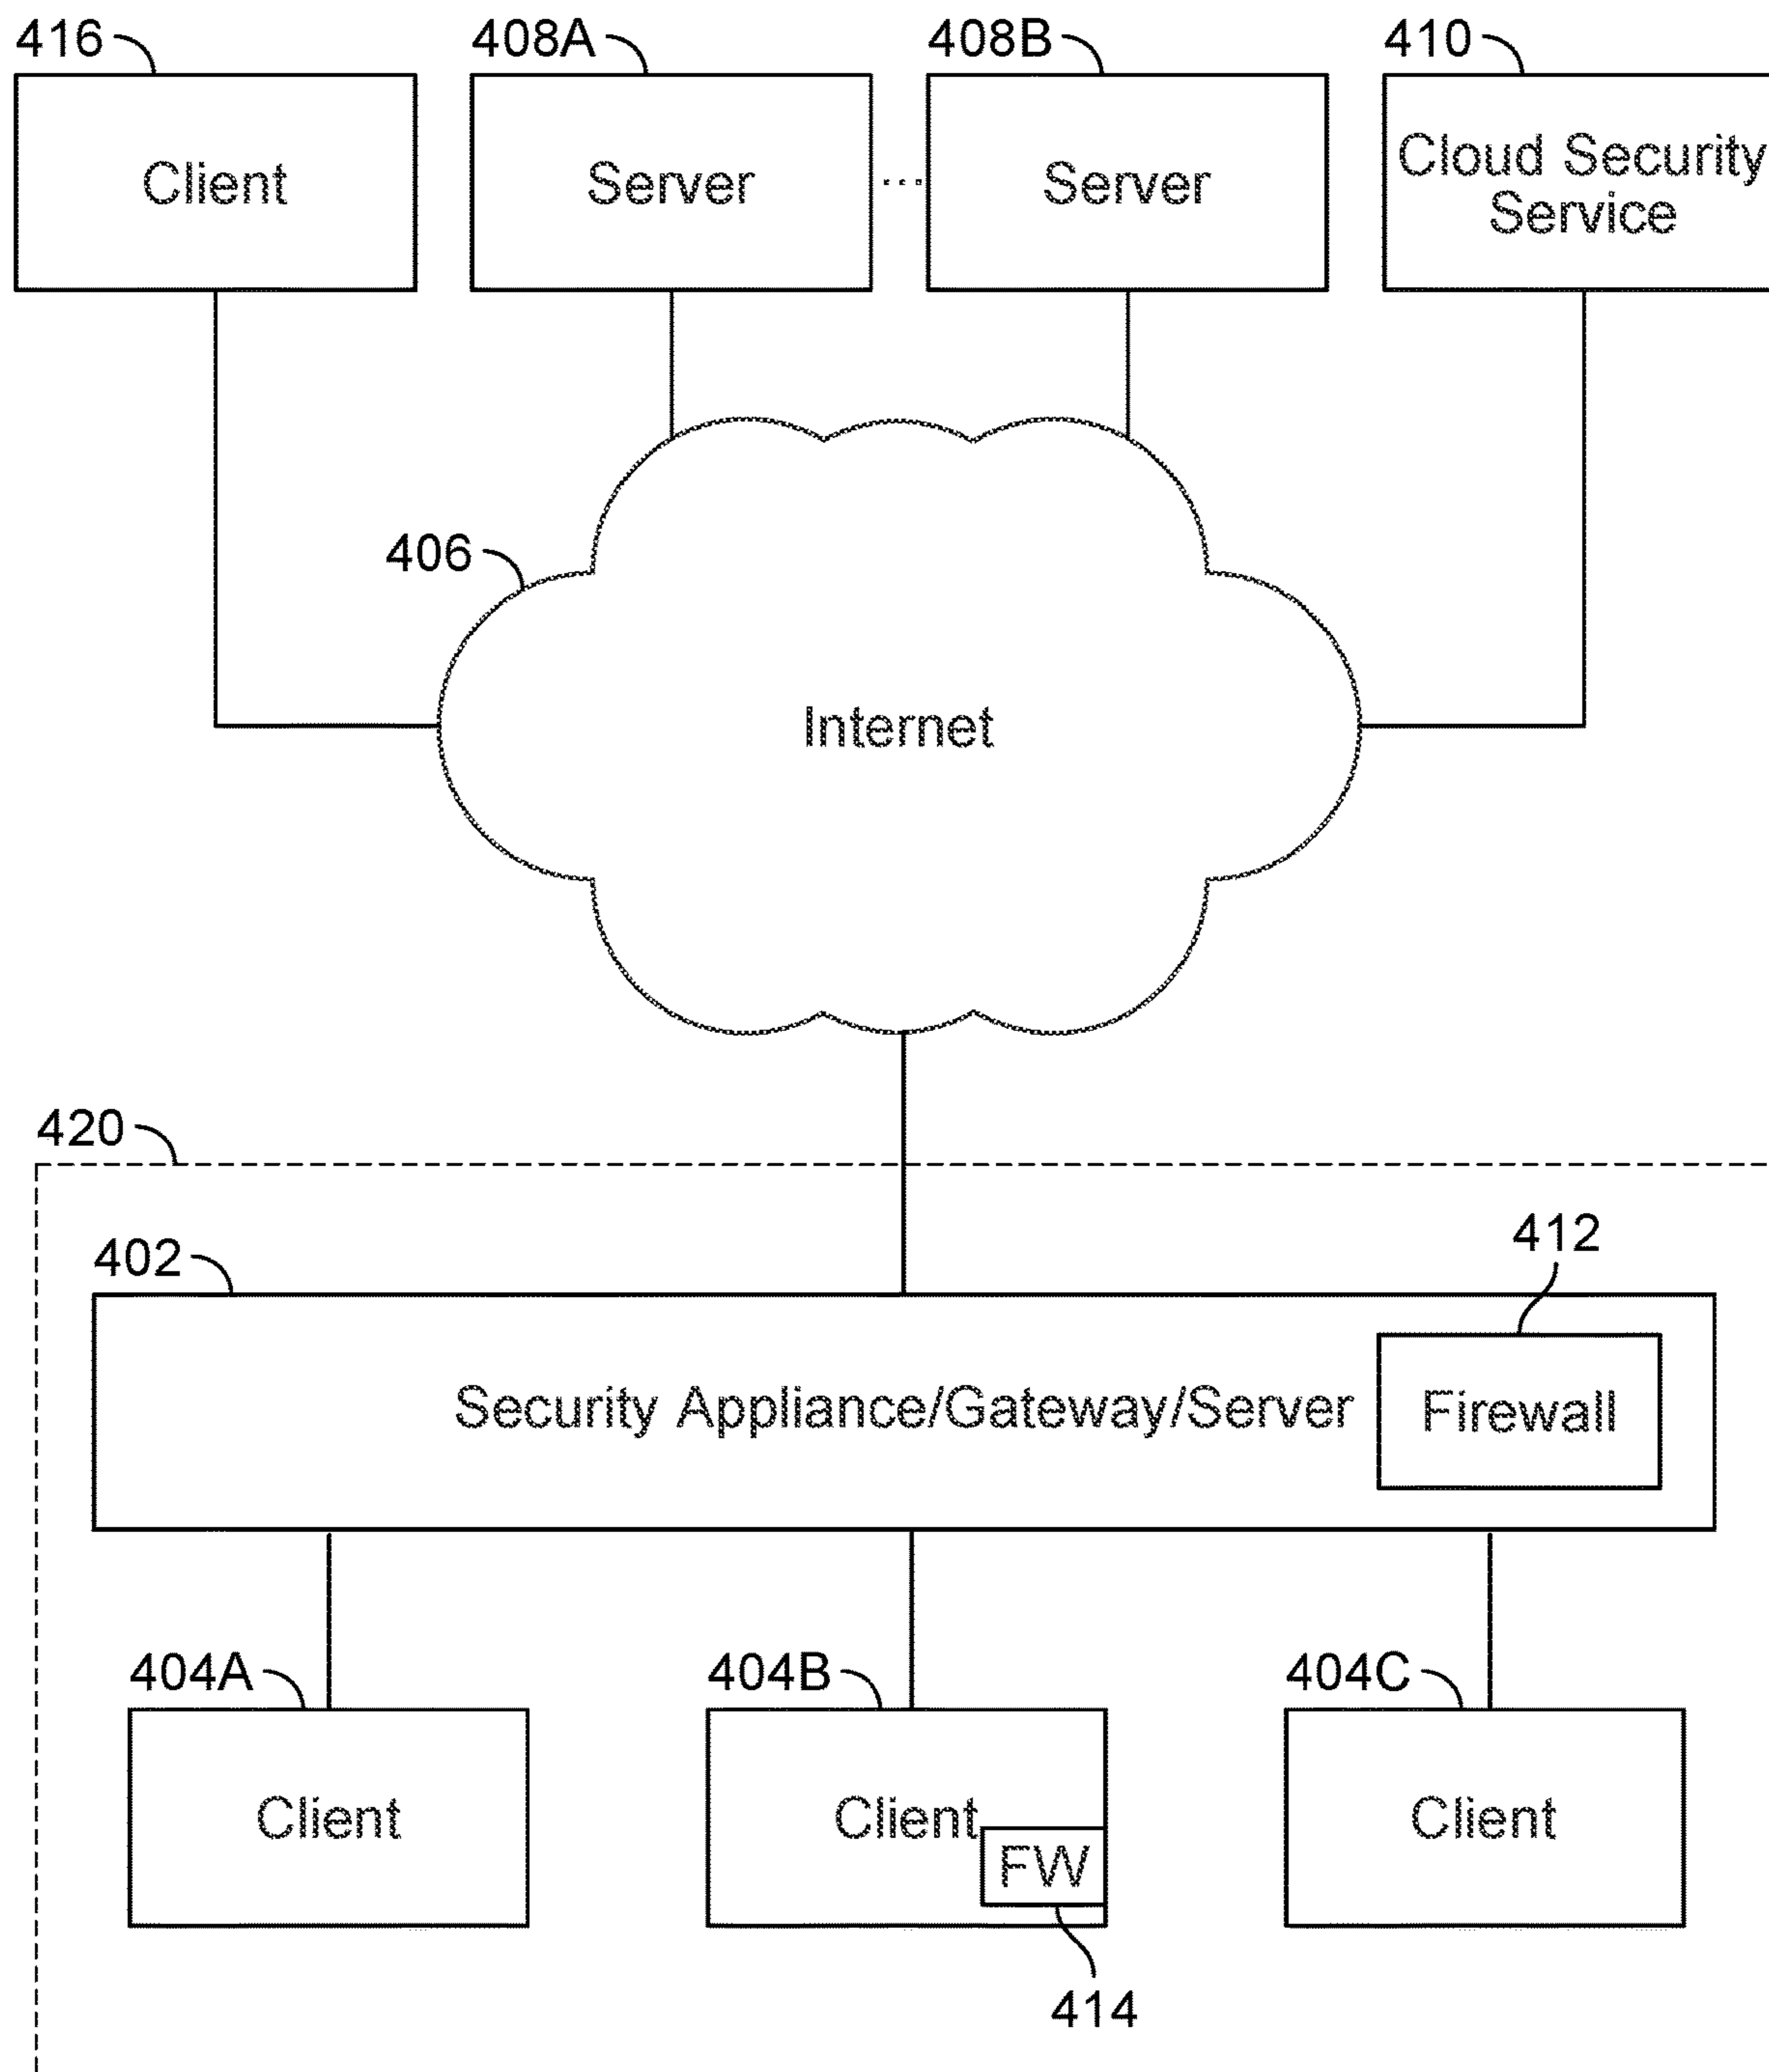 416
408A
408B
410
Client
Server
...
Server
Cloud Security
Service
406
Internet
420
402
412
Security Appliance/Gateway/Server
Firewall
404A
404B
404C
Client
Client
Client
FW
414